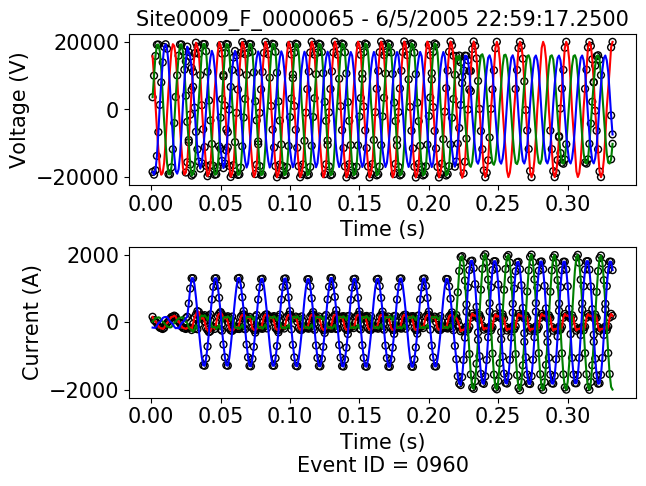 Site0009_F_0000065 - 6/5/2005 22:59:17.2500
20000
0
−20000
Voltage (V)
0.00 0.05 0.10 0.15 0.20 0.25 0.30
Time (s)
2000
0
−2000
Current (A)
0.00 0.05 0.10 0.15 0.20 0.25 0.30
Time (s)
Event ID = 0960